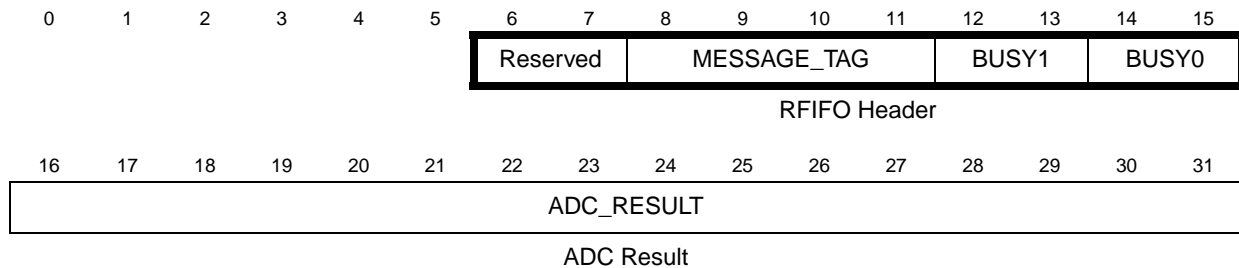 0 1 2 3 4 5 6 7 8 9 10 11 12 13 14 15
Reserved MESSAGE_TAG BUSY1 BUSY0
RFIFO Header
16 17 18 19 20 21 22 23 24 25 26 27 28 29 30 31
ADC_RESULT
ADC Result